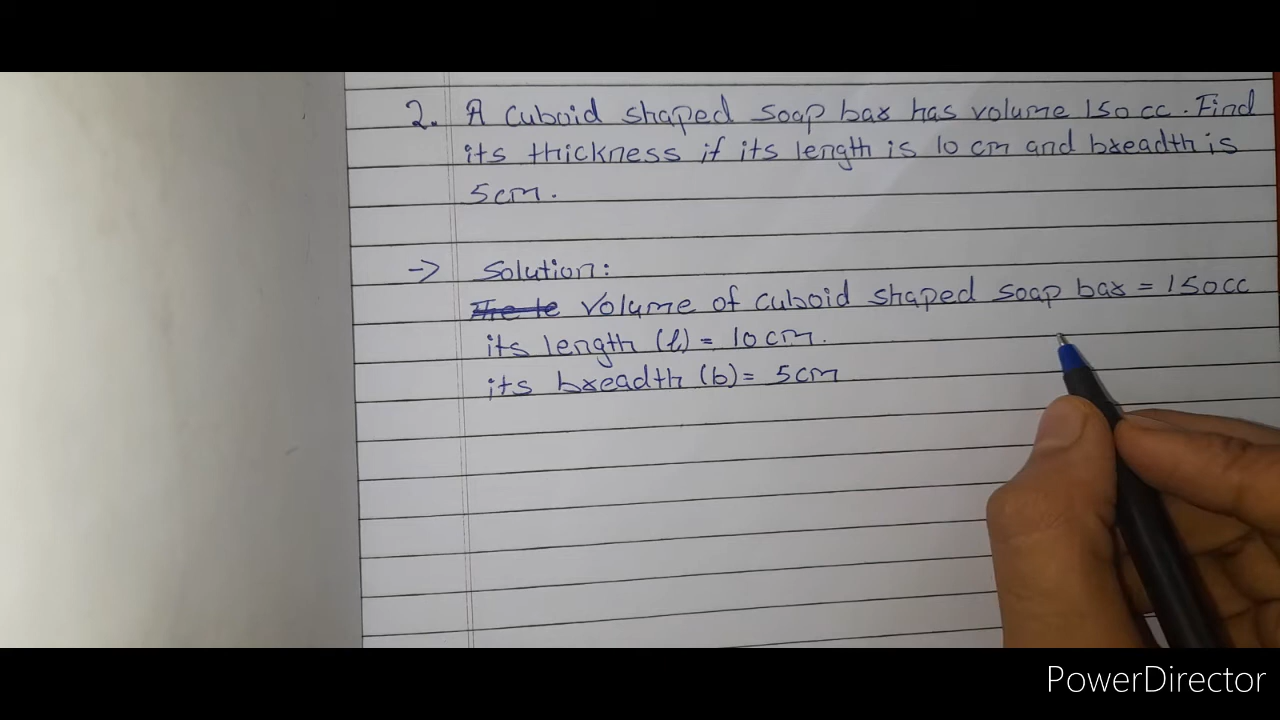 2. A cuboid shaped soap bar has volume 150 cc. Find
its thickness if its length is 10 cm and breadth is
5cm.
-> Solution:
The le volume of cuboid shaped soap bar = 150cc
its length (l) = 10cm.
its breadth (b) = 5cm
PowerDirector